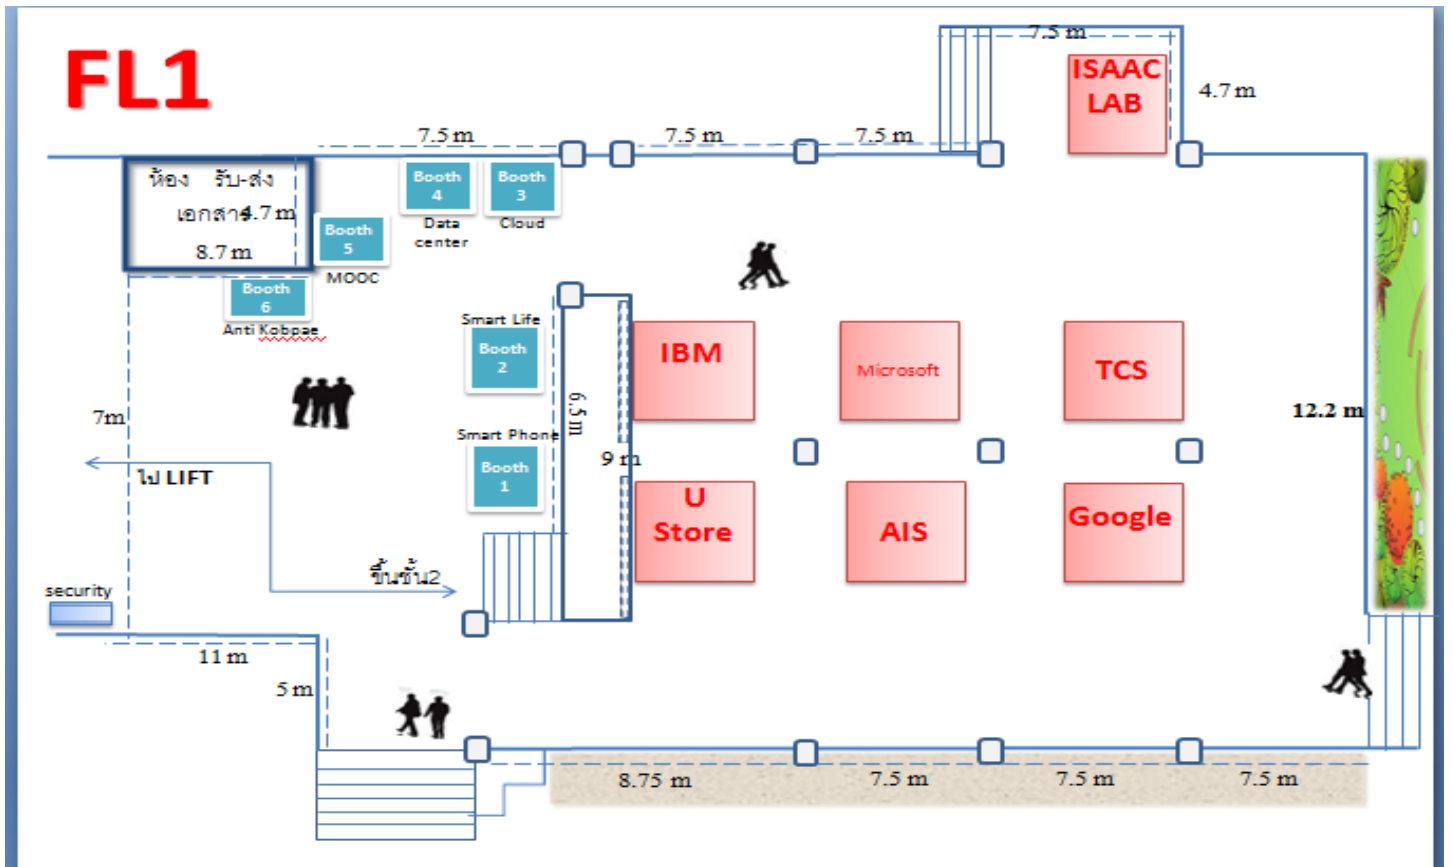 FL1
7.5 m
ISAAC
LAB
4.7 m
7.5 m
7.5 m
7.5 m
ห้อง รับ-ส่ง
เอกสาร
4.7 m
8.7 m
Booth
4
Data
center
Booth
3
Cloud
Booth
5
MOOC
Booth
6
Anti Kobpae
Smart Life
Booth
2
Smart Phone
Booth
1
6.5 m
9 m
IBM
Microsoft
TCS
12.2 m
U
Store
AIS
Google
7m
ไป LIFT
ขึ้นชั้น2
security
11 m
5 m
8.75 m
7.5 m
7.5 m
7.5 m